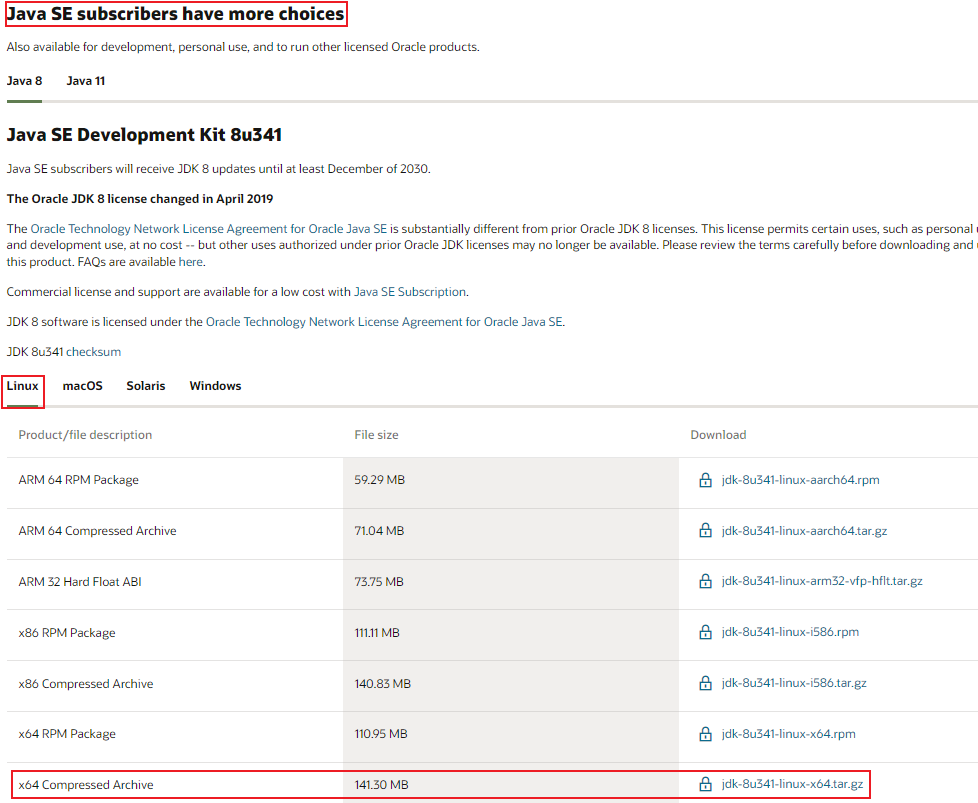 Java SE subscribers have more choices
Also available for development, personal use, and to run other licensed Oracle products.
Java 8 Java 11
Java SE Development Kit 8u341
Java SE subscribers will receive JDK 8 updates until at least December of 2030.
The Oracle JDK 8 license changed in April 2019
The Oracle Technology Network License Agreement for Oracle Java SE is substantially different from prior Oracle JDK 8 licenses. This license permits certain uses, such as personal
and development use, at no cost -- but other uses authorized under prior Oracle JDK licenses may no longer be available. Please review the terms carefully before downloading and
this product. FAQs are available here.
Commercial license and support are available for a low cost with Java SE Subscription.
JDK 8 software is licensed under the Oracle Technology Network License Agreement for Oracle Java SE.
JDK 8u341 checksum
Linux macOS Solaris Windows
Product/file description File size Download
ARM 64 RPM Package 59.29 MB jdk-8u341-linux-aarch64.rpm
ARM 64 Compressed Archive 71.04 MB jdk-8u341-linux-aarch64.tar.gz
ARM 32 Hard Float ABI 73.75 MB jdk-8u341-linux-arm32-vfp-hflt.tar.gz
x86 RPM Package 111.11 MB jdk-8u341-linux-i586.rpm
x86 Compressed Archive 140.83 MB jdk-8u341-linux-i586.tar.gz
x64 RPM Package 110.95 MB jdk-8u341-linux-x64.rpm
x64 Compressed Archive 141.30 MB jdk-8u341-linux-x64.tar.gz